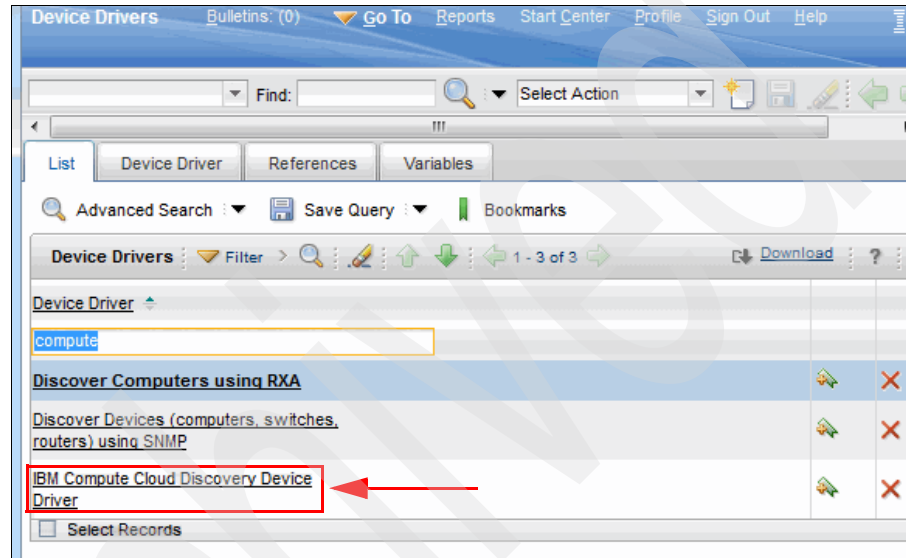 Device Drivers Bulletins: (0) Go To Reports Start Center Profile Sign Out Help
Find: Select Action
List Device Driver References Variables
Advanced Search Save Query Bookmarks
Device Drivers Filter > 1 - 3 of 3 Download ?
Device Driver
compute
Discover Computers using RXA
Discover Devices (computers, switches,
routers) using SNMP
IBM Compute Cloud Discovery Device
Driver
Select Records